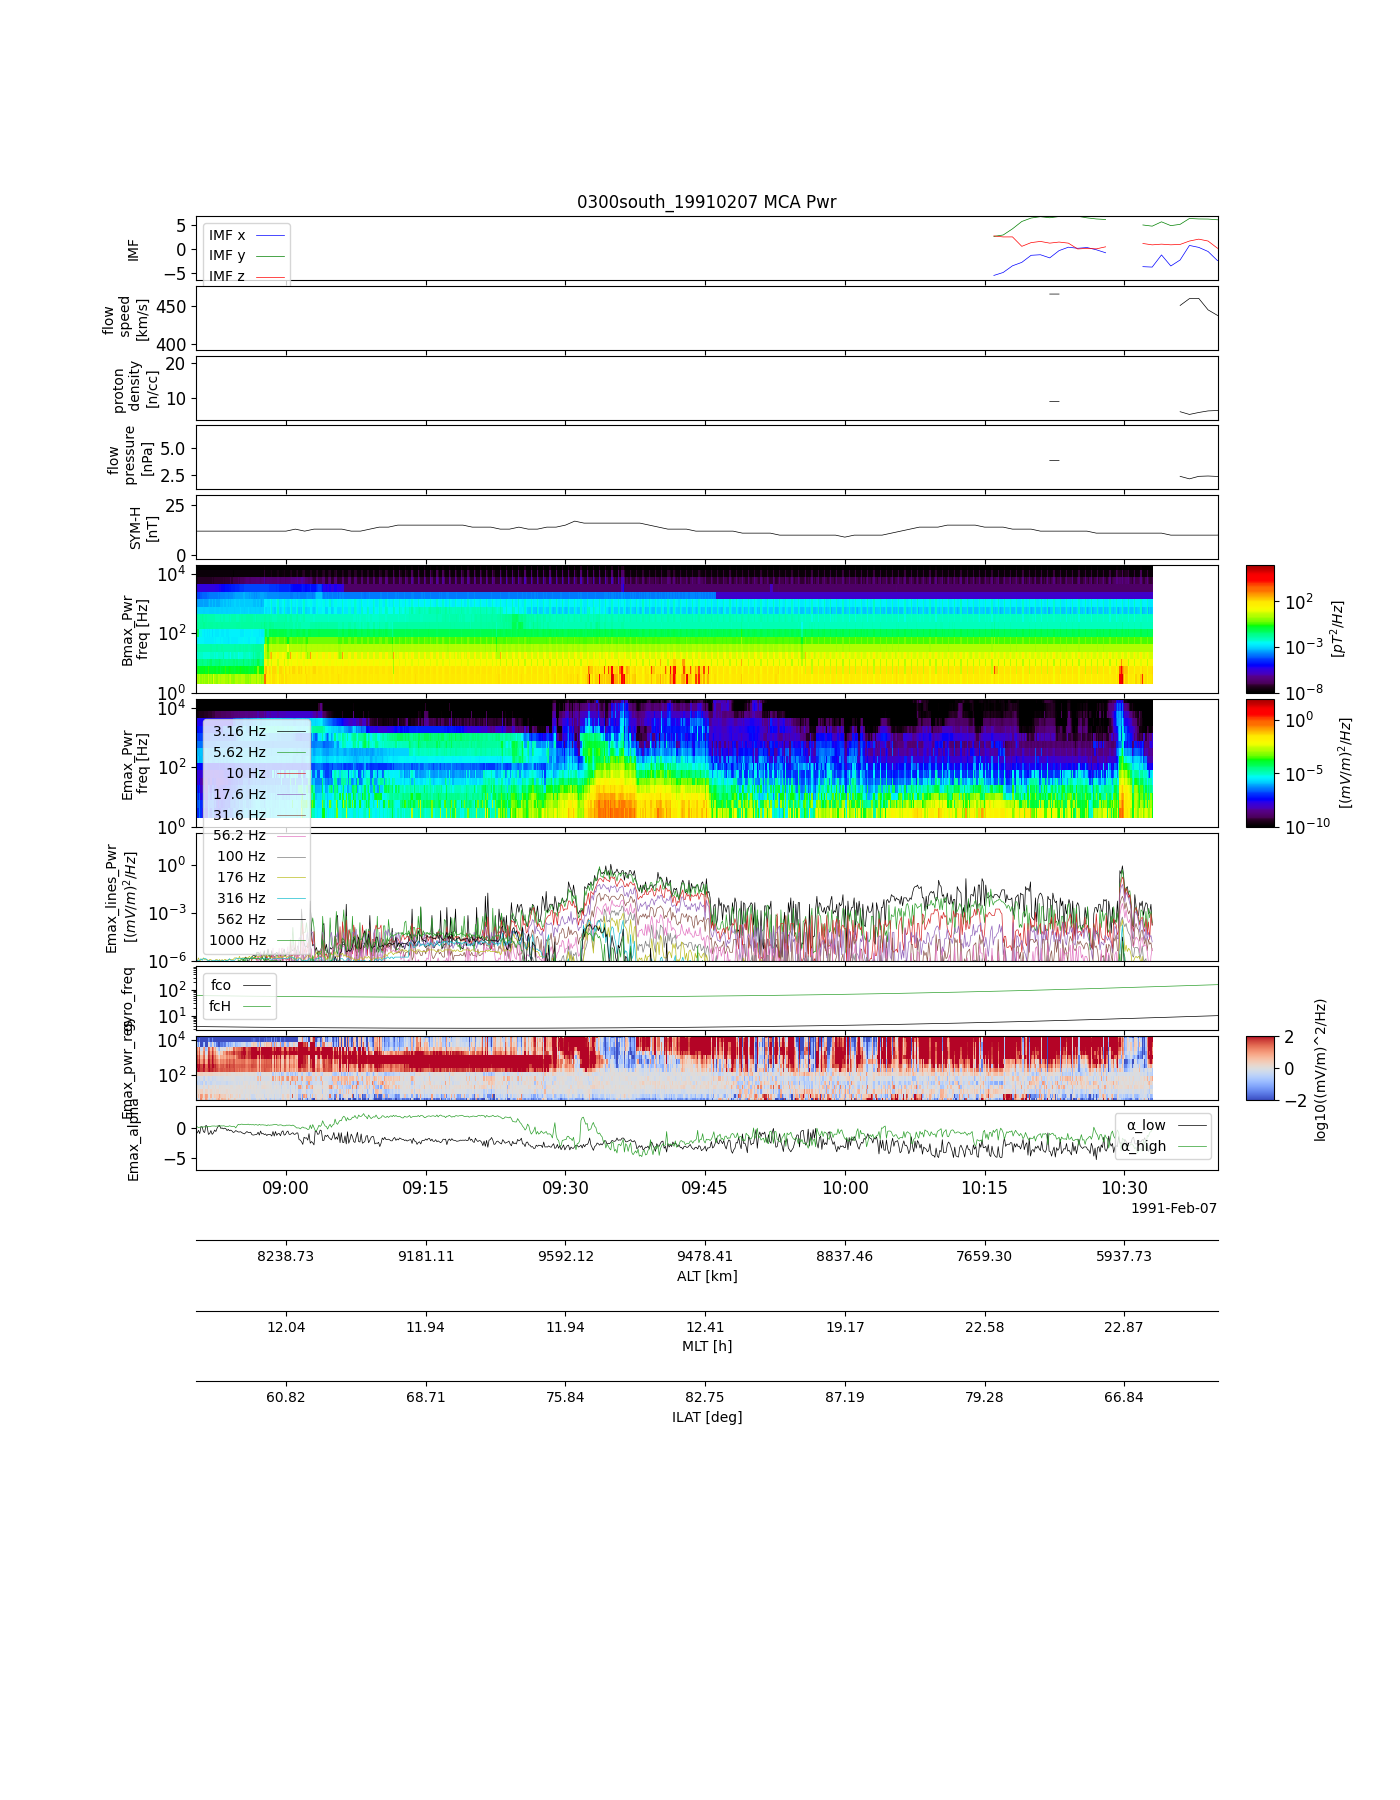 0300south_19910207 MCA Pwr
IMF
5
0
−5
IMF x
IMF y
IMF z
flow
speed
[km/s]
450
400
proton
density
[n/cc]
20
10
flow
pressure
[nPa]
5.0
2.5
SYM-H
[nT]
25
0
Bmax_Pwr
freq [Hz]
10^4
10^2
10^0
10^2
10^−3
10^−8
[pT^2/Hz]
Emax_Pwr
freq [Hz]
10^4
10^2
10^0
10^0
10^−5
10^−10
[(mV/m)^2/Hz]
3.16 Hz
5.62 Hz
10 Hz
17.6 Hz
31.6 Hz
56.2 Hz
100 Hz
176 Hz
316 Hz
562 Hz
1000 Hz
Emax_lines_Pwr
[(mV/m)^2/Hz]
10^0
10^−3
10^−6
gyro_freq
10^2
10^1
fco
fcH
Emax_pwr_reg
10^4
10^2
2
0
−2
log10((mV/m)^2/Hz)
Emax_alpha
0
−5
α_low
α_high
09:00 09:15 09:30 09:45 10:00 10:15 10:30
1991-Feb-07
8238.73 9181.11 9592.12 9478.41 8837.46 7659.30 5937.73
ALT [km]
12.04 11.94 11.94 12.41 19.17 22.58 22.87
MLT [h]
60.82 68.71 75.84 82.75 87.19 79.28 66.84
ILAT [deg]